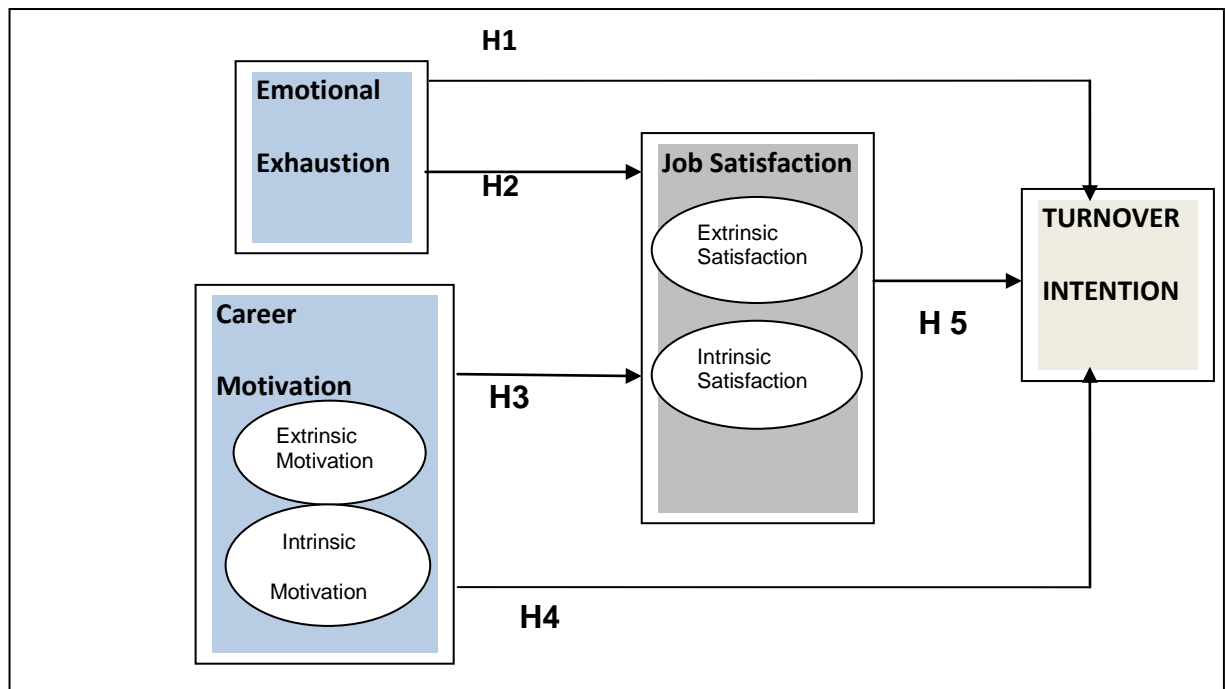 H1
Emotional
Exhaustion
H2
Job Satisfaction
Extrinsic
Satisfaction
Intrinsic
Satisfaction
TURNOVER
INTENTION
H 5
Career
Motivation
H3
Extrinsic
Motivation
Intrinsic
Motivation
H4